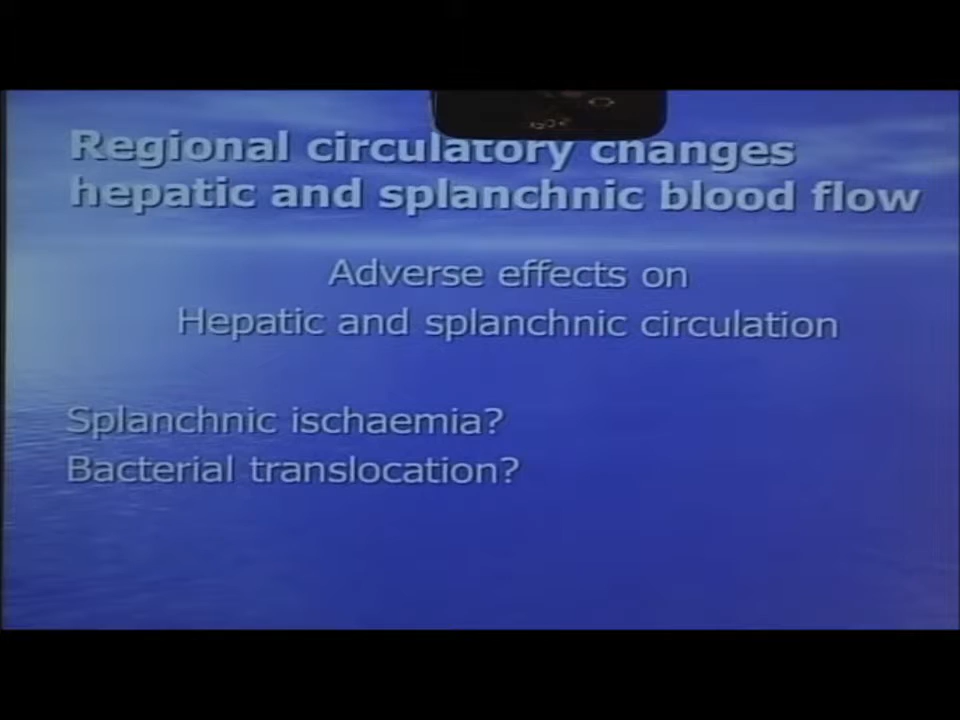 Regional circulatory changes
hepatic and splanchnic blood flow
Adverse effects on
Hepatic and splanchnic circulation
Splanchnic ischaemia?
Bacterial translocation?